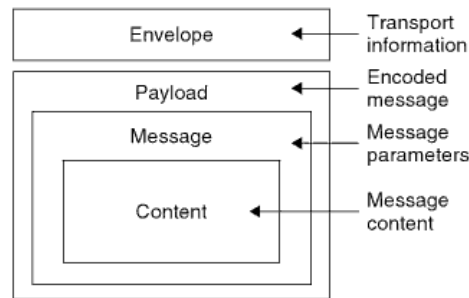 Envelope
Transport
information
Payload
Encoded
message
Message
Message
parameters
Content
Message
content